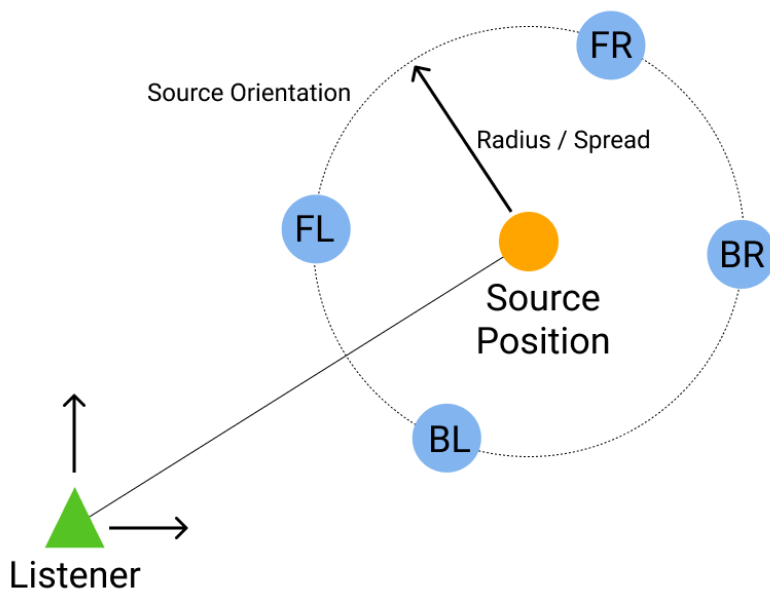 FR
Source Orientation
Radius / Spread
FL
BR
Source
Position
BL
Listener